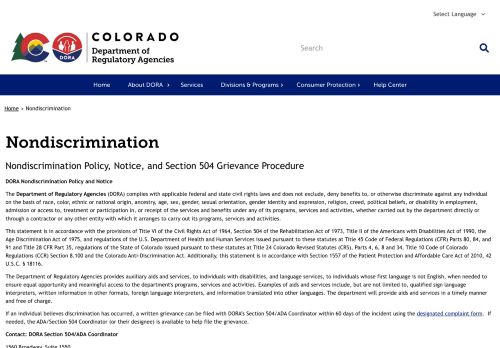 Select Language
COLORADO
Department of
Regulatory Agencies
DORA
Search
Home
About DORA
Services
Divisions & Programs
Consumer Protection
Help Center
Home › Nondiscrimination
Nondiscrimination
Nondiscrimination Policy, Notice, and Section 504 Grievance Procedure
DORA Nondiscrimination Policy and Notice
The Department of Regulatory Agencies (DORA) complies with applicable federal and state civil rights laws and does not exclude, deny benefits to, or otherwise discriminate against any individual
on the basis of race, color, ethnic or national origin, ancestry, age, sex, gender, sexual orientation, gender identity and expression, religion, creed, political beliefs, or disability in employment,
admission or access to, treatment or participation in, or receipt of the services and benefits under any of its programs, services and activities, whether carried out by the department directly or
through a contractor or any other entity with which it arranges to carry out its programs, services and activities.
This statement is in accordance with the provisions of Title VI of the Civil Rights Act of 1964, Section 504 of the Rehabilitation Act of 1973, Title II of the Americans with Disabilities Act of 1990, the
Age Discrimination Act of 1975, and regulations of the U.S. Department of Health and Human Services issued pursuant to these statutes at Title 45 Code of Federal Regulations (CFR) Parts 80, 84, and
91 and Title 28 CFR Part 35, regulations of the State of Colorado issued pursuant to these statutes at Title 24 Colorado Revised Statutes (CRS), Parts 4, 6, 8 and 34, Title 10 Code of Colorado
Regulations (CCR) Section 8.100 and the Colorado Anti-Discrimination Act. Additionally, this statement is in accordance with Section 1557 of the Patient Protection and Affordable Care Act of 2010, 42
U.S.C. § 18116.
The Department of Regulatory Agencies provides auxiliary aids and services, to individuals with disabilities, and language services, to individuals whose first language is not English, when needed to
ensure equal opportunity and meaningful access to the department's programs, services and activities. Examples of aids and services include, but are not limited to, qualified sign language
interpreters, written information in other formats, foreign language interpreters, and information translated into other languages. The department will provide aids and services in a timely manner
and free of charge.
If an individual believes discrimination has occurred, a written grievance can be filed with DORA's Section 504/ADA Coordinator within 60 days of the incident using the designated complaint form. If
needed, the ADA/Section 504 Coordinator (or their designee) is available to help file the grievance.
Contact: DORA Section 504/ADA Coordinator
1560 Broadway, Suite 1550